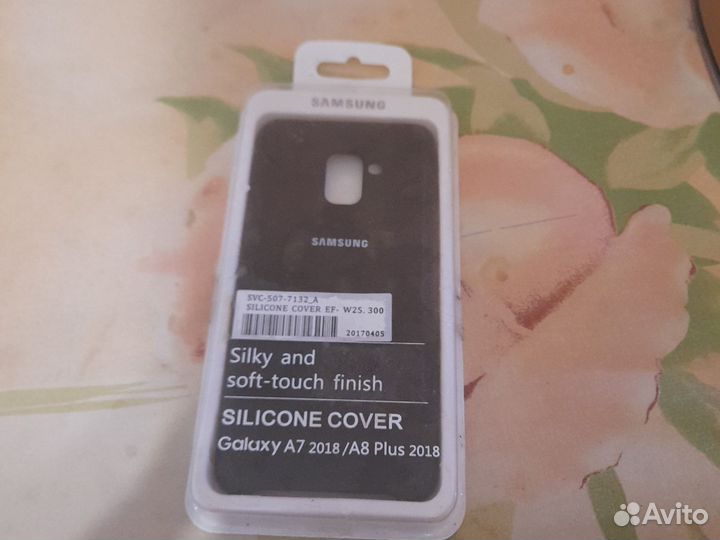 SAMSUNG
SAMSUNG
SVC-507-7132_A
SILICONE COVER EF- W2S. 300
20170405
Silky and
soft-touch finish
SILICONE COVER
Galaxy A7 2018 /A8 Plus 2018
Avito